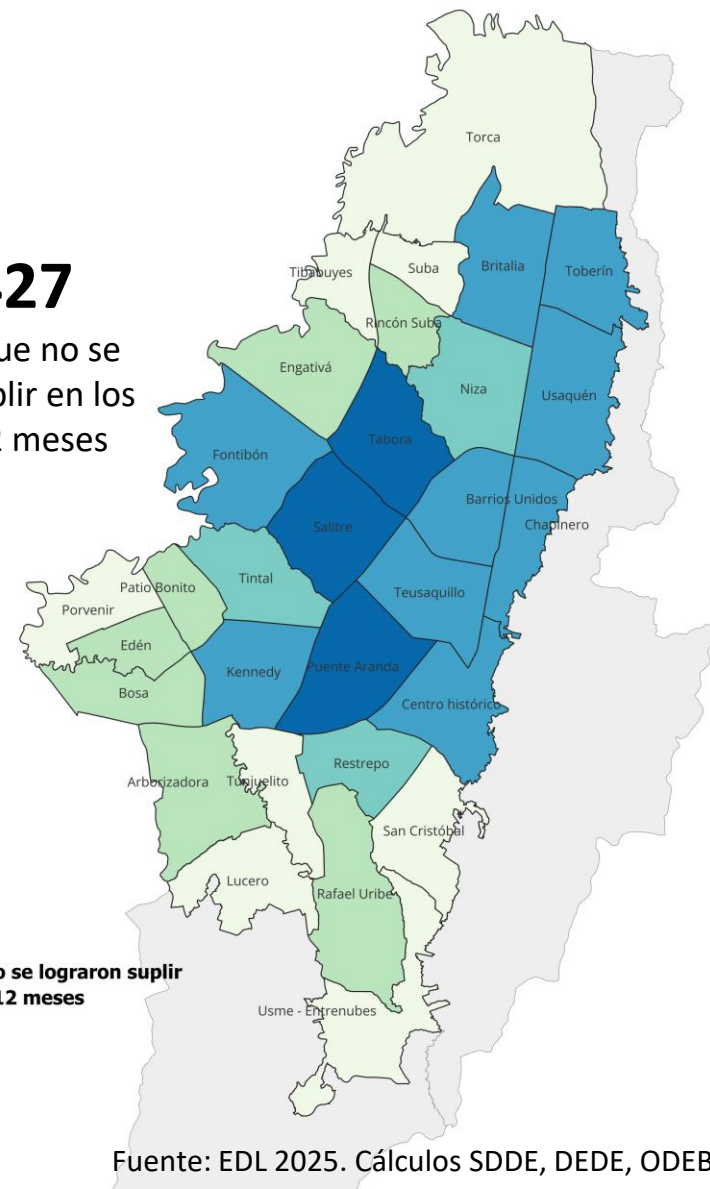 Torca
Tibabuyes
Suba
Britalia
Toberín
27
Rincón Suba
ue no se
Engativá
plir en los
Niza
Usaquén
meses
Tabora
Fontibón
Barrios Unidos
Chapinero
Salitre
Tintal
Patio Bonito
Teusaquillo
Porvenir
Edén
Kennedy
Puente Aranda
Bosa
Centro histórico
Restrepo
Arborizadora
Tunjuelito
San Cristóbal
Lucero
Rafael Uribe
o se lograron suplir
12 meses
Usme - Entrenubes
Fuente: EDL 2025. Cálculos SDDE, DEDE, ODEB